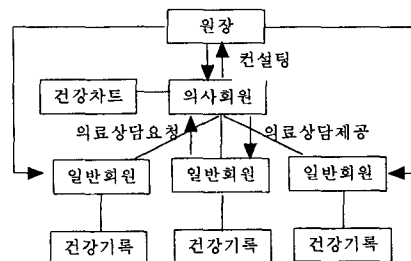 원장
컨설팅
건강차트
의사회원
의료상담요청
의료상담제공
일반회원
일반회원
일반회원
건강기록
건강기록
건강기록